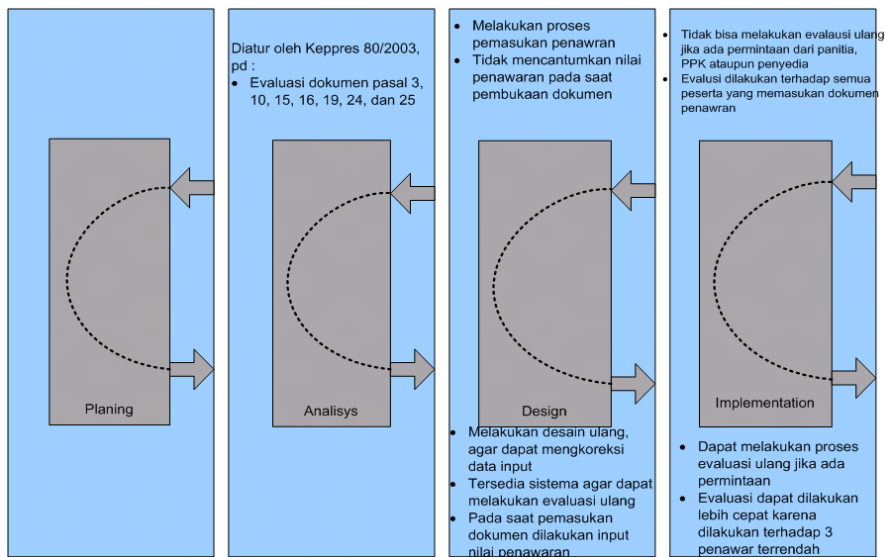 Planing
Diatur oleh Keppres 80/2003,
pd :
• Evaluasi dokumen pasal 3,
10, 15, 16, 19, 24, dan 25
Analisys
• Melakukan proses
pemasukan penawran
• Tidak mencantumkan nilai
penawaran pada saat
pembukaan dokumen
Design
• Melakukan desain ulang,
agar dapat mengkoreksi
data input
• Tersedia sistema agar dapat
melakukan evaluasi ulang
• Pada saat pemasukan
dokumen dilakukan input
nilai penawaran
• Tidak bisa melakukan evalausi ulang
jika ada permintaan dari panitia,
PPK ataupun penyedia
• Evalusi dilakukan terhadap semua
peserta yang memasukan dokumen
penawran
Implementation
• Dapat melakukan proses
evaluasi ulang jika ada
permintaan
• Evaluasi dapat dilakukan
lebih cepat karena
dilakukan terhadap 3
penawar terrendah